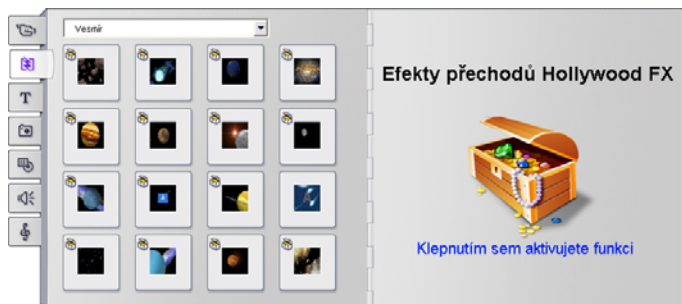 Vesmír
Efekty přechodů Hollywood FX
T
Klepnutím sem aktivujete funkci